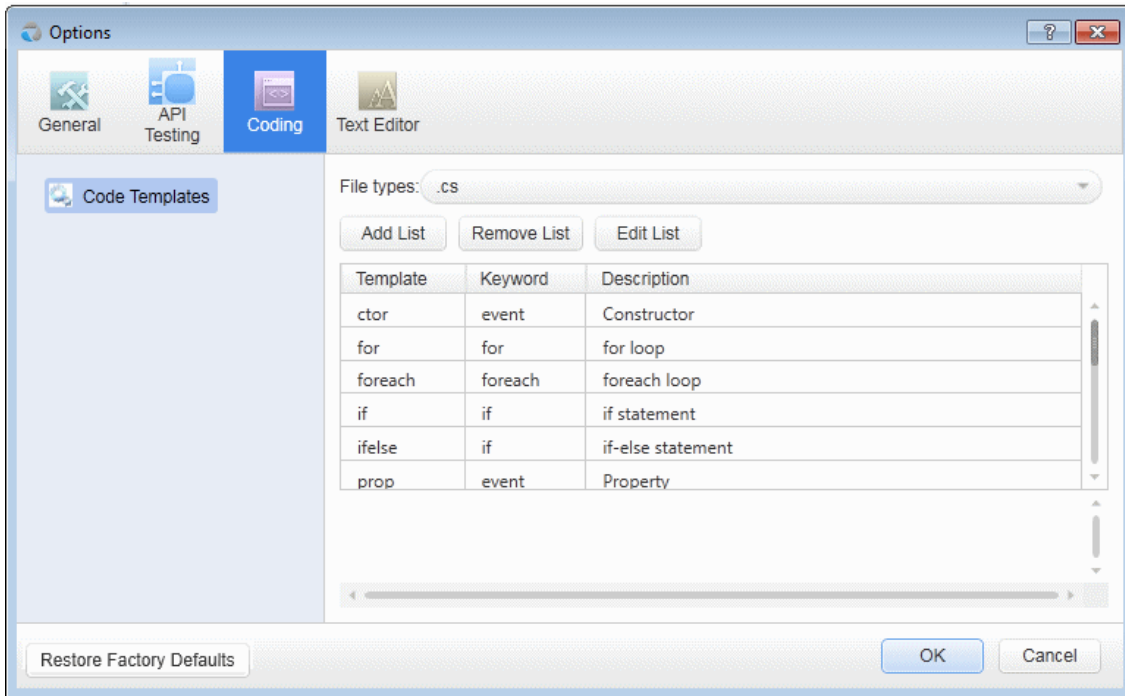 Options
General
API
Testing
Coding
Text Editor
Code Templates
File types: .cs
Add List Remove List Edit List
Template Keyword Description
ctor event Constructor
for for for loop
foreach foreach foreach loop
if if if statement
ifelse if if-else statement
prop event Property
Restore Factory Defaults OK Cancel